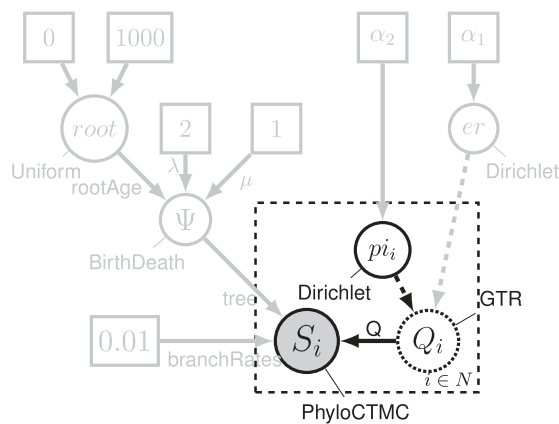 0 1000 α₂ α₁
root er
Uniform Dirichlet
rootAge
2 1
λ μ
Ψ
BirthDeath
pi_i
Dirichlet
GTR
tree
0.01
branchRates
S_i Q Q_i
i ∈ N
PhyloCTMC